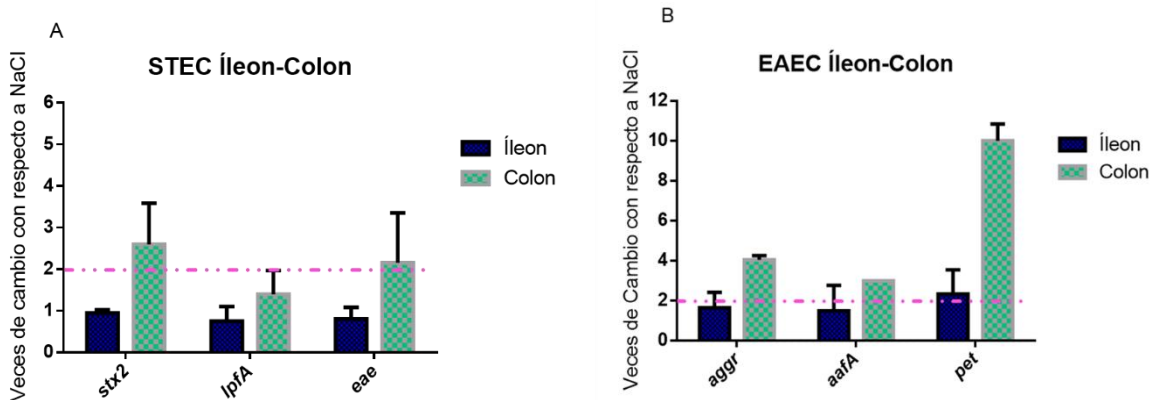 A
STEC Íleon-Colon
Veces de cambio con respecto a NaCl
6
5
4
3
2
1
0
stx2
lpfA
eae
Íleon
Colon
B
EAEC Íleon-Colon
Veces de Cambio con respecto a NaCl
12
10
8
6
4
2
0
aggr
aafA
pet
Íleon
Colon